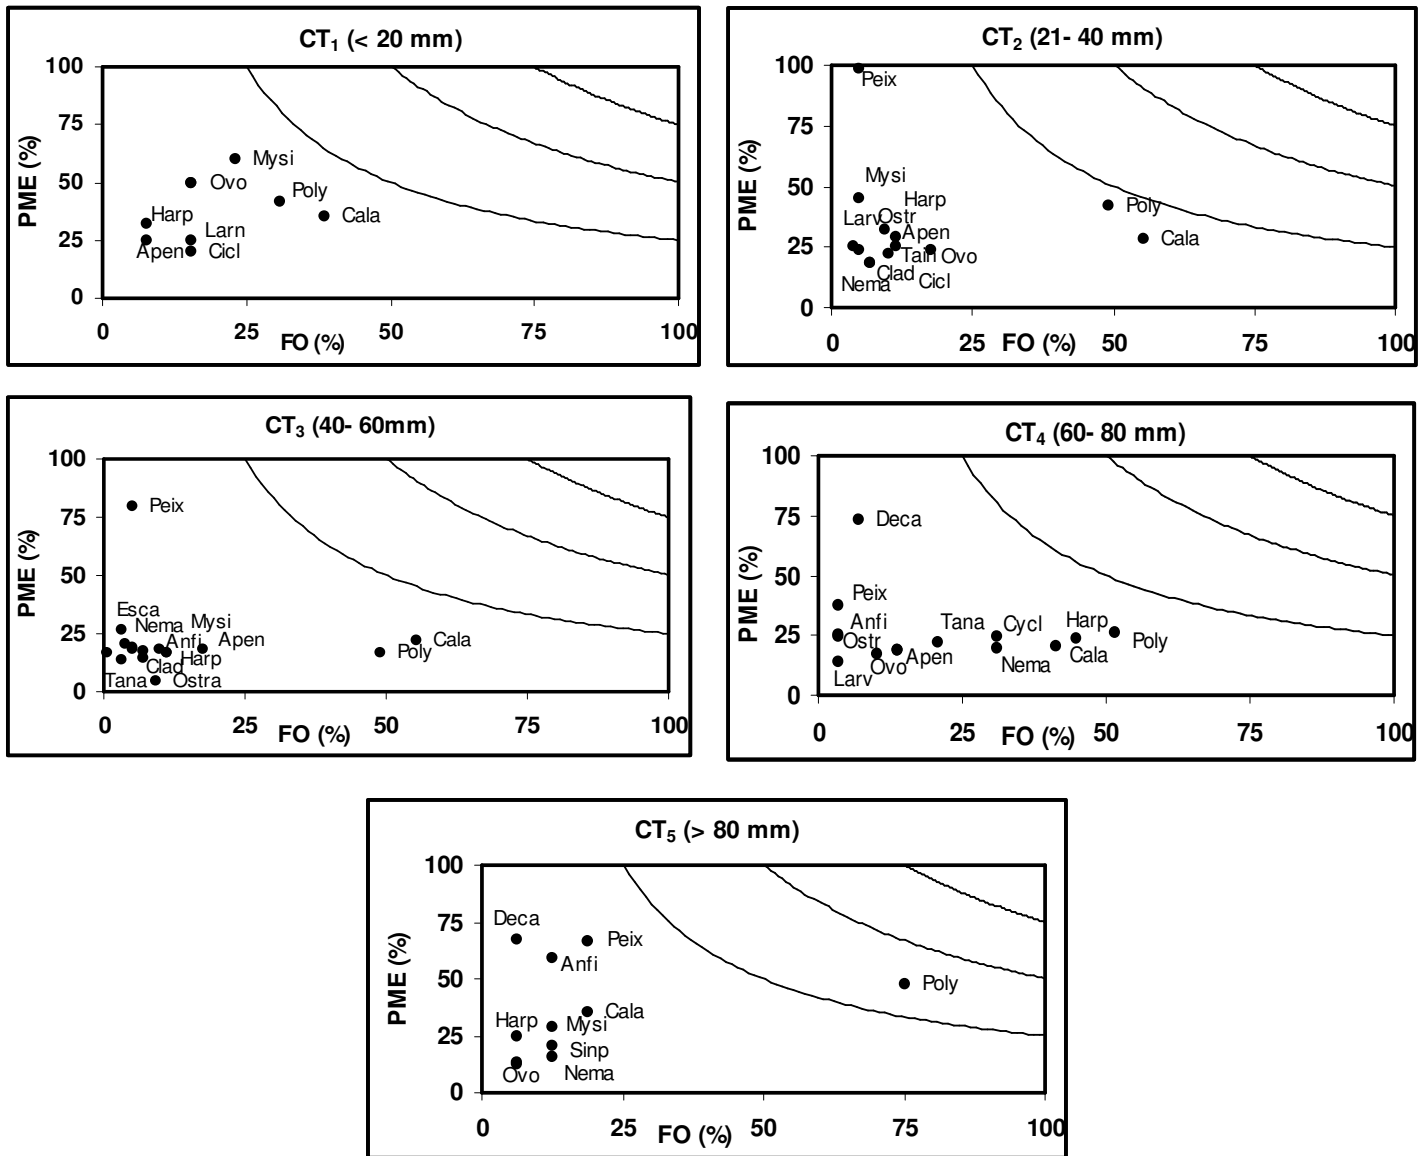 CT1 (< 20 mm)
PME (%)
100
75
50
25
0
Mysi
Ovo
Poly
Harp
Cala
Larn
Apen
Cicl
0 25 50 75 100
FO (%)
CT2 (21- 40 mm)
PME (%)
100
75
50
25
0
Peix
Mysi
Harp
Larv
Ostr
Poly
Apen
Cala
Tain
Ovo
Clad
Nema
Cicl
0 25 50 75 100
FO (%)
CT3 (40- 60mm)
PME (%)
100
75
50
25
0
Peix
Esca
Nema
Mysi
Anfi
Apen
Cala
Poly
Clad
Harp
Tana
Ostra
0 25 50 75 100
FO (%)
CT4 (60- 80 mm)
PME (%)
100
75
50
25
0
Deca
Peix
Anfi
Tana
Cycl
Harp
Ostr
Poly
Apen
Cala
Ovo
Nema
Larv
0 25 50 75 100
FO (%)
CT5 (> 80 mm)
PME (%)
100
75
50
25
0
Deca
Peix
Anfi
Poly
Harp
Mysi
Cala
Sinp
Ovo
Nema
0 25 50 75 100
FO (%)